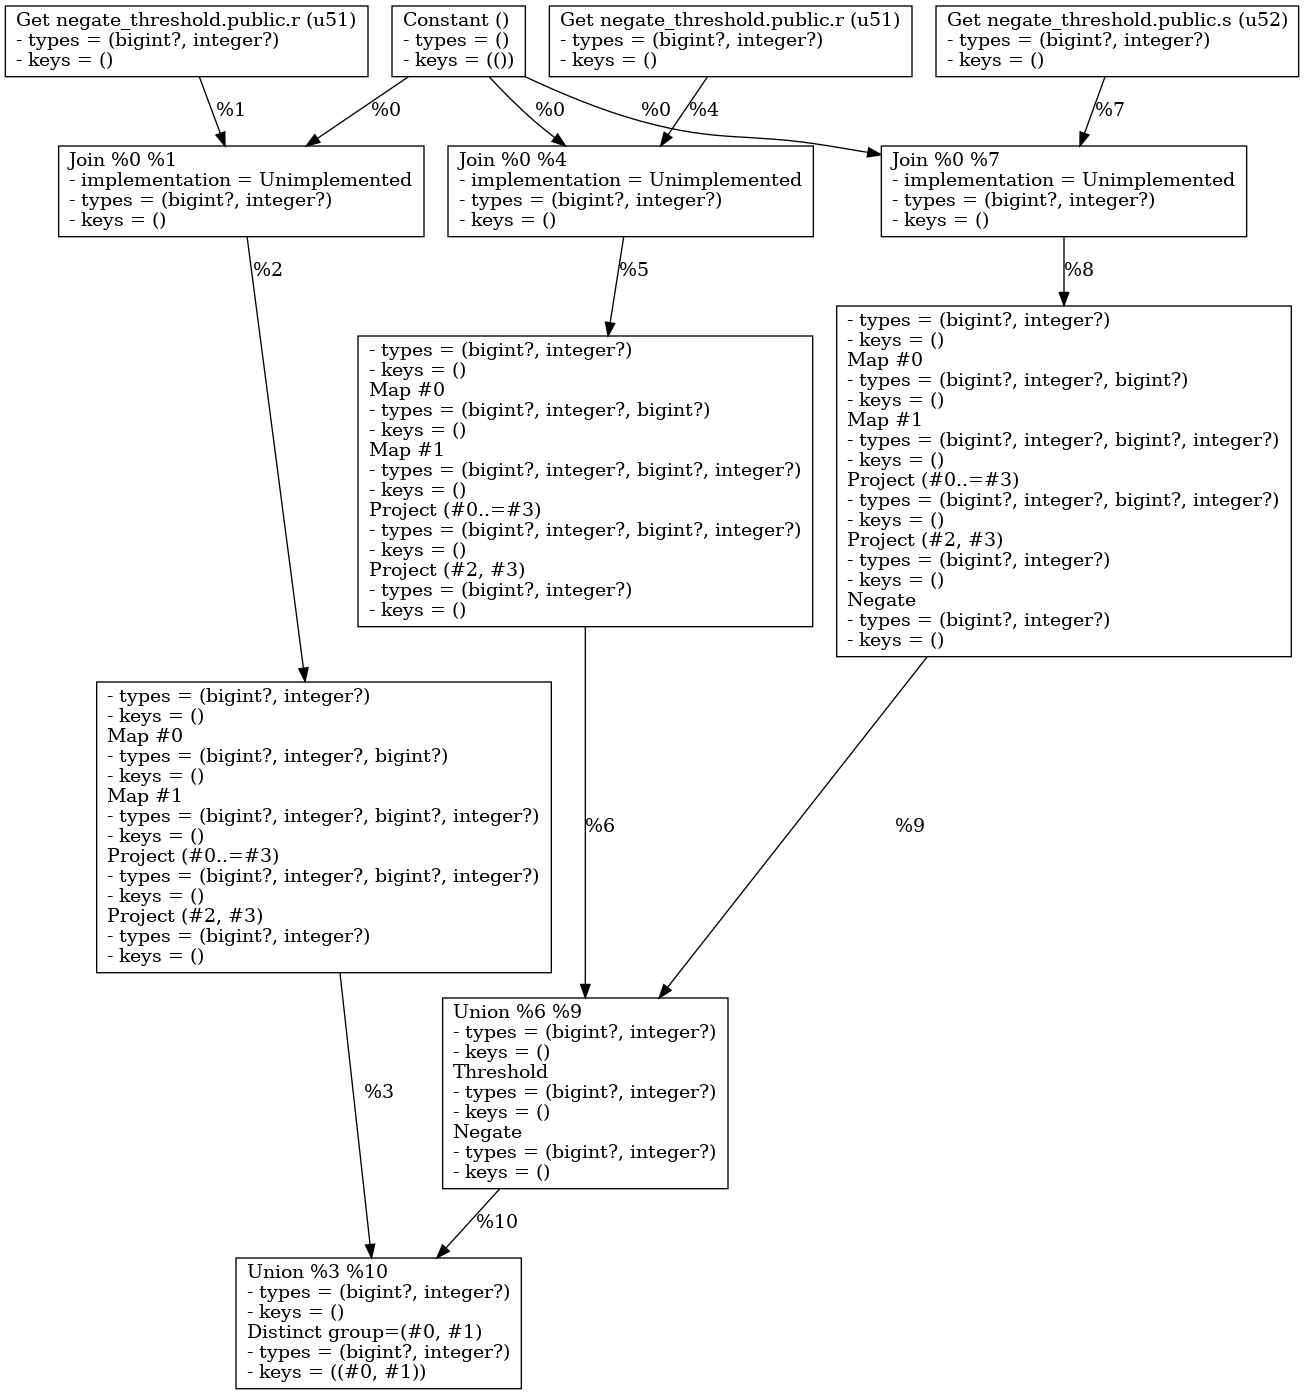 Get negate_threshold.public.r (u51)
- types = (bigint?, integer?)
- keys = ()
Constant ()
- types = ()
- keys = (())
Get negate_threshold.public.r (u51)
- types = (bigint?, integer?)
- keys = ()
Get negate_threshold.public.s (u52)
- types = (bigint?, integer?)
- keys = ()
%1
%0
%0
%0
%4
%7
Join %0 %1
- implementation = Unimplemented
- types = (bigint?, integer?)
- keys = ()
Join %0 %4
- implementation = Unimplemented
- types = (bigint?, integer?)
- keys = ()
Join %0 %7
- implementation = Unimplemented
- types = (bigint?, integer?)
- keys = ()
%2
%5
%8
- types = (bigint?, integer?)
- keys = ()
Map #0
- types = (bigint?, integer?, bigint?)
- keys = ()
Map #1
- types = (bigint?, integer?, bigint?, integer?)
- keys = ()
Project (#0..=#3)
- types = (bigint?, integer?, bigint?, integer?)
- keys = ()
Project (#2, #3)
- types = (bigint?, integer?)
- keys = ()
- types = (bigint?, integer?)
- keys = ()
Map #0
- types = (bigint?, integer?, bigint?)
- keys = ()
Map #1
- types = (bigint?, integer?, bigint?, integer?)
- keys = ()
Project (#0..=#3)
- types = (bigint?, integer?, bigint?, integer?)
- keys = ()
Project (#2, #3)
- types = (bigint?, integer?)
- keys = ()
Negate
- types = (bigint?, integer?)
- keys = ()
- types = (bigint?, integer?)
- keys = ()
Map #0
- types = (bigint?, integer?, bigint?)
- keys = ()
Map #1
- types = (bigint?, integer?, bigint?, integer?)
- keys = ()
Project (#0..=#3)
- types = (bigint?, integer?, bigint?, integer?)
- keys = ()
Project (#2, #3)
- types = (bigint?, integer?)
- keys = ()
%6
%9
Union %6 %9
- types = (bigint?, integer?)
- keys = ()
Threshold
- types = (bigint?, integer?)
- keys = ()
Negate
- types = (bigint?, integer?)
- keys = ()
%3
%10
Union %3 %10
- types = (bigint?, integer?)
- keys = ()
Distinct group=(#0, #1)
- types = (bigint?, integer?)
- keys = ((#0, #1))